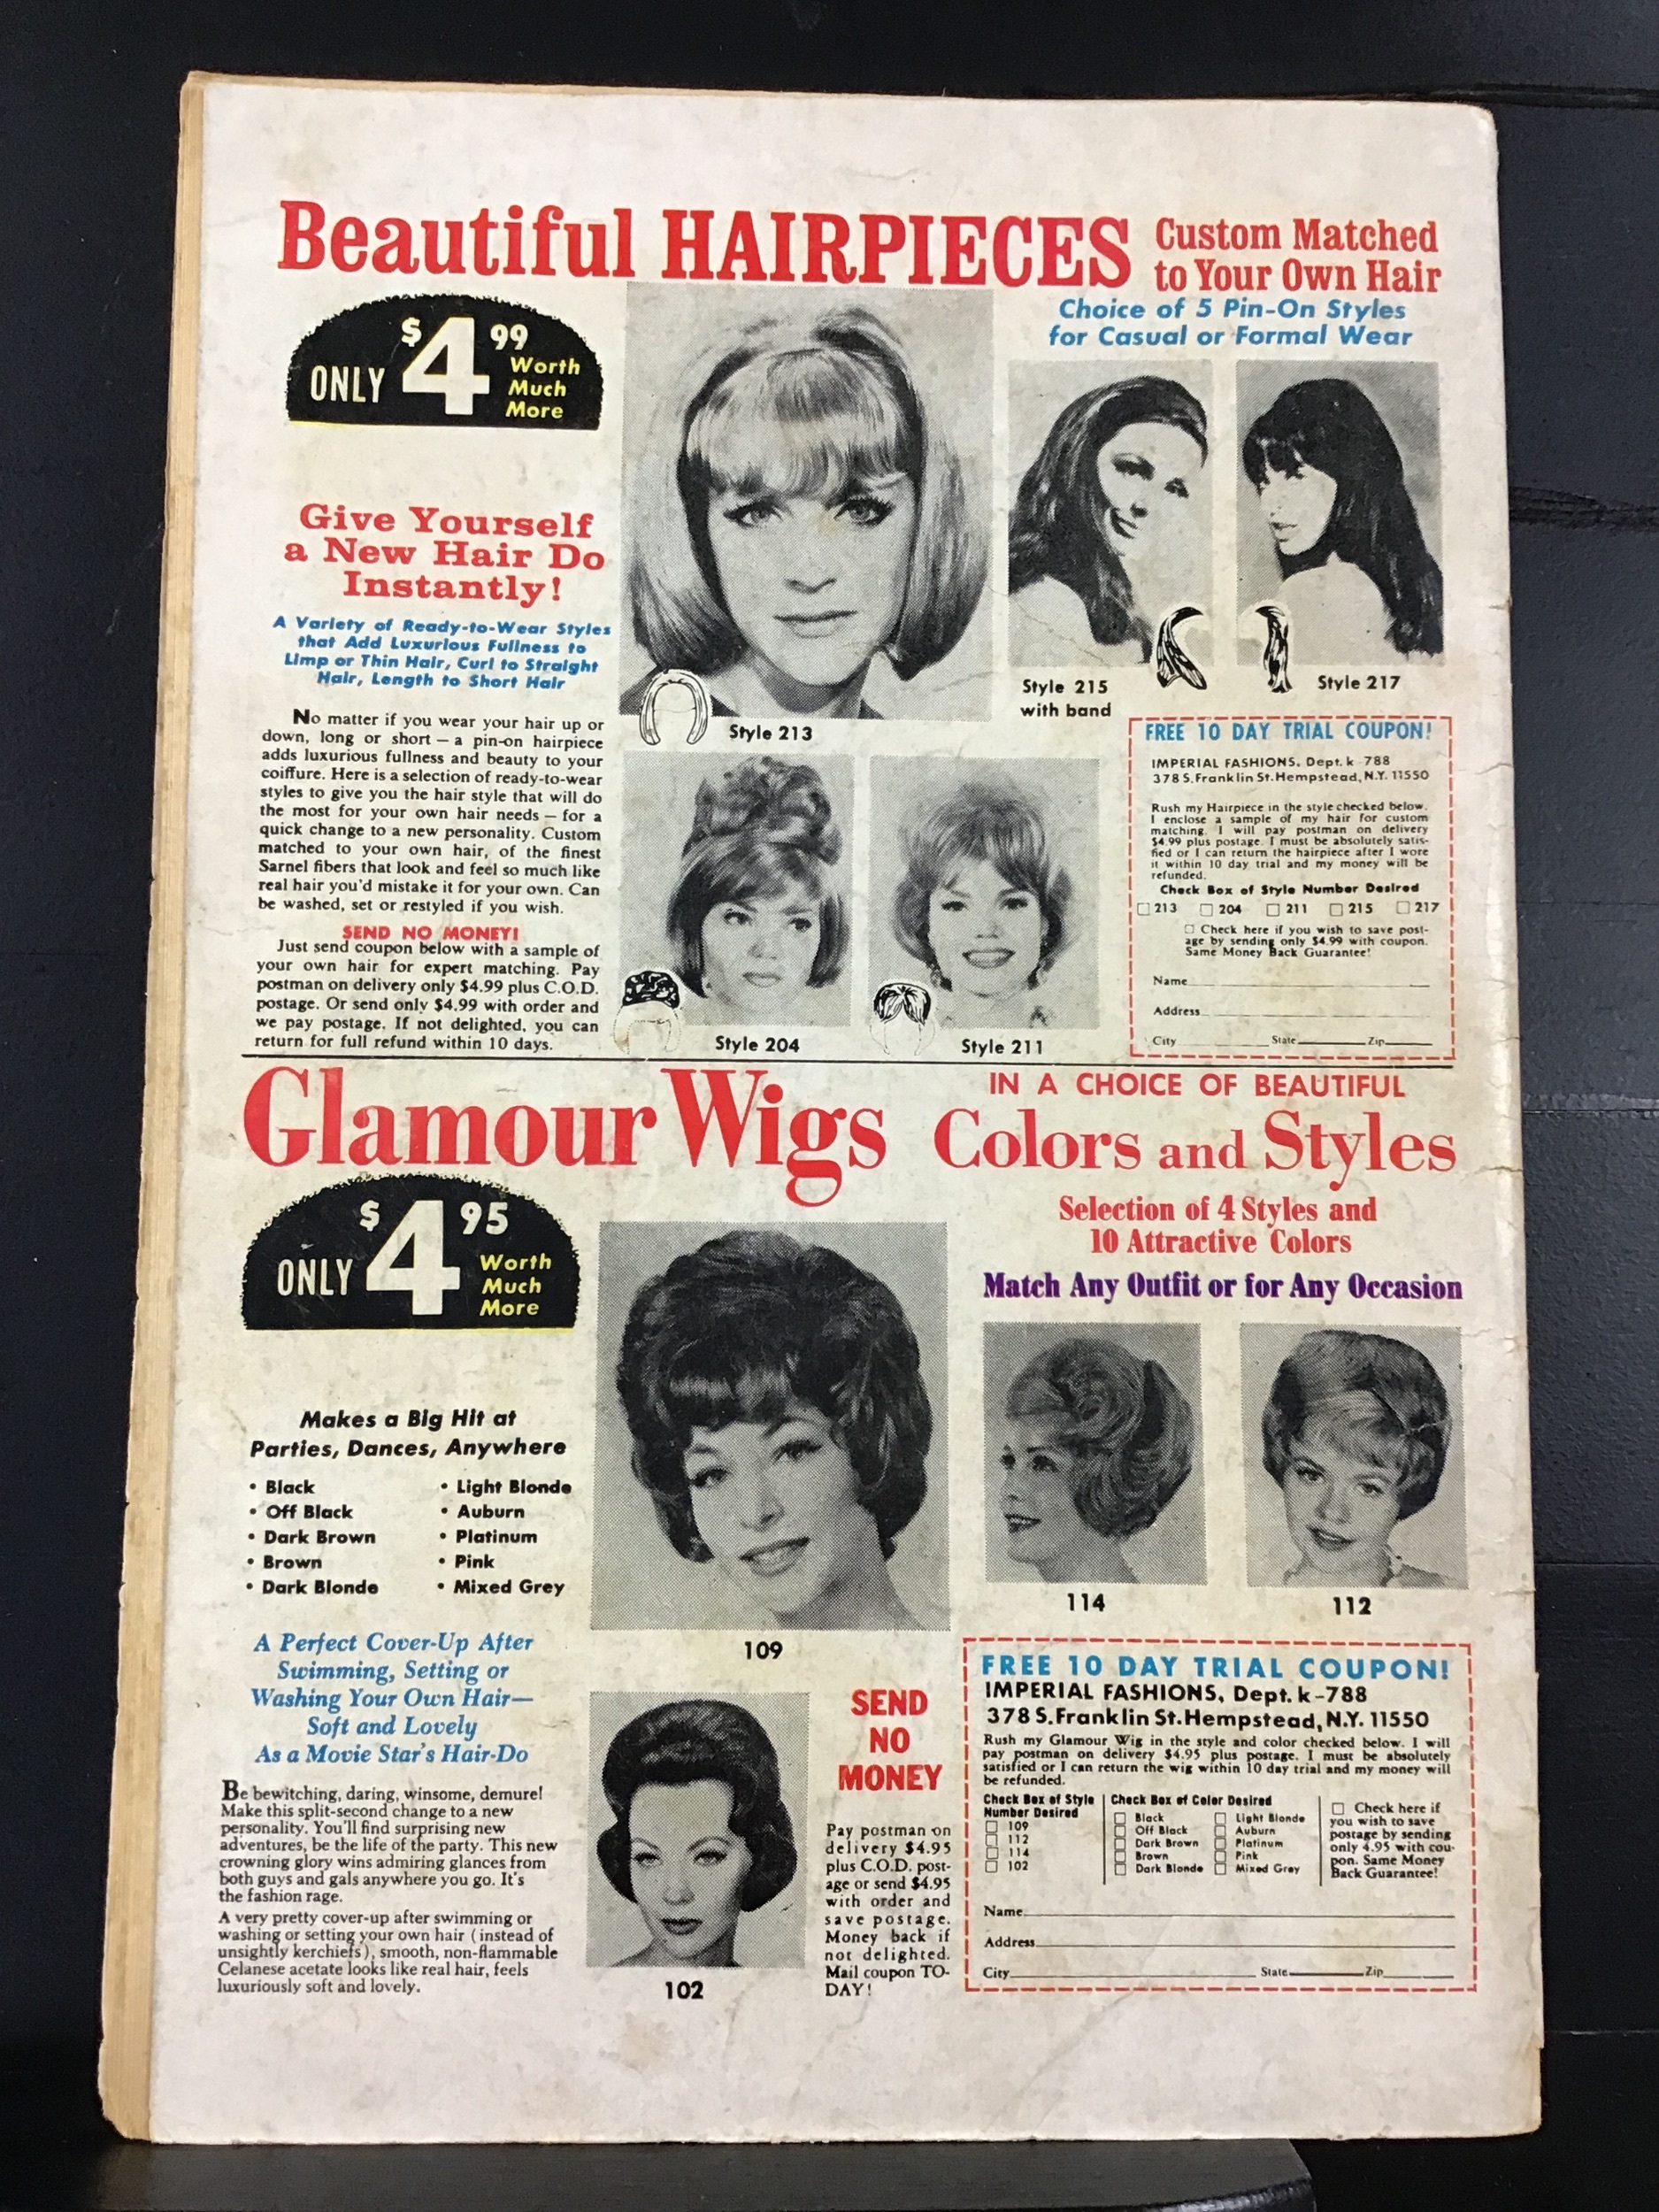 Beautiful HAIRPIECES
Custom Matched
to Your Own Hair
Choice of 5 Pin-On Styles
for Casual or Formal Wear
ONLY $4 99
Worth
Much
More
Give Yourself
a New Hair Do
Instantly!
A Variety of Ready-to-Wear Styles
that Add Luxurious Fullness to
Limp or Thin Hair, Curl to Straight
Hair, Length to Short Hair
No matter if you wear your hair up or
down, long or short — a pin-on hairpiece
adds luxurious fullness and beauty to your
coiffure. Here is a selection of ready-to-wear
styles to give you the hair style that will do
the most for your own hair needs — for a
quick change to a new personality. Custom
matched to your own hair, of the finest
Sarnel fibers that look and feel so much like
real hair you'd mistake it for your own. Can
be washed, set or restyled if you wish.
SEND NO MONEY!
Just send coupon below with a sample of
your own hair for expert matching. Pay
postman on delivery only $4.99 plus C.O.D.
postage. Or send only $4.99 with order and
we pay postage. If not delighted, you can
return for full refund within 10 days.
Style 213
Style 215
with band
Style 217
Style 204
Style 211
FREE 10 DAY TRIAL COUPON!
IMPERIAL FASHIONS. Dept. k-788
378 S. Franklin St. Hempstead, N.Y. 11550
Rush my Hairpiece in the style checked below.
I enclose a sample of my hair for custom
matching. I will pay postman on delivery
$4.99 plus postage. I must be absolutely satis-
fied or I can return the hairpiece after I wore
it within 10 day trial and my money will be
refunded.
Check Box of Style Number Desired
213 204 211 215 217
Check here if you wish to save post-
age by sending only $4.99 with coupon.
Same Money Back Guarantee!
Name
Address
City State Zip
Glamour Wigs
IN A CHOICE OF BEAUTIFUL
Colors and Styles
Selection of 4 Styles and
10 Attractive Colors
Match Any Outfit or for Any Occasion
ONLY $4 95
Worth
Much
More
Makes a Big Hit at
Parties, Dances, Anywhere
• Black • Light Blonde
• Off Black • Auburn
• Dark Brown • Platinum
• Brown • Pink
• Dark Blonde • Mixed Grey
A Perfect Cover-Up After
Swimming, Setting or
Washing Your Own Hair—
Soft and Lovely
As a Movie Star's Hair-Do
Be bewitching, daring, winsome, demure!
Make this split-second change to a new
personality. You'll find surprising new
adventures, be the life of the party. This new
crowning glory wins admiring glances from
both guys and gals anywhere you go. It's
the fashion rage.
A very pretty cover-up after swimming or
washing or setting your own hair (instead of
unsightly kerchiefs), smooth, non-flammable
Celanese acetate looks like real hair, feels
luxuriously soft and lovely.
109
114
112
102
SEND
NO
MONEY
Pay postman on
delivery $4.95
plus C.O.D. post-
age or send $4.95
with order and
save postage.
Money back if
not delighted.
Mail coupon TO-
DAY!
FREE 10 DAY TRIAL COUPON!
IMPERIAL FASHIONS, Dept. k-788
378 S. Franklin St. Hempstead, N.Y. 11550
Rush my Glamour Wig in the style and color checked below. I will
pay postman on delivery $4.95 plus postage. I must be absolutely
satisfied or I can return the wig within 10 day trial and my money will
be refunded.
Check Box of Style
Number Desired
109
112
114
102
Check Box of Color Desired
Black Light Blonde
Off Black Auburn
Dark Brown Platinum
Brown Pink
Dark Blonde Mixed Grey
Check here if
you wish to save
postage by sending
only 4.95 with cou-
pon. Same Money
Back Guarantee!
Name
Address
City State Zip